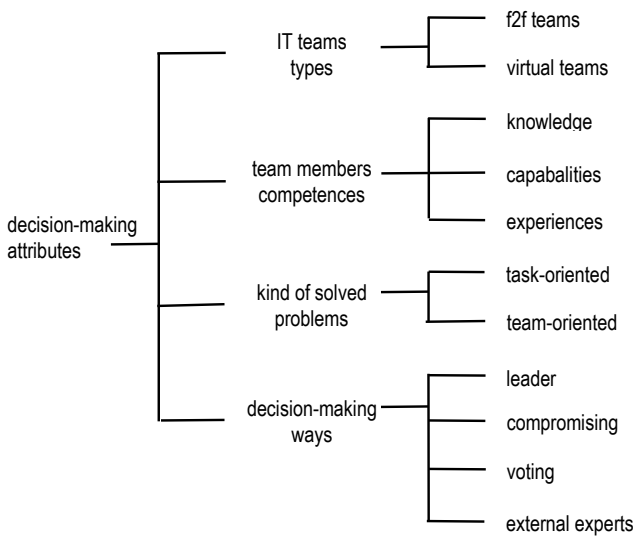 decision-making
attributes
IT teams
types
f2f teams
virtual teams
team members
competences
knowledge
capabalities
experiences
kind of solved
problems
task-oriented
team-oriented
decision-making
ways
leader
compromising
voting
external experts